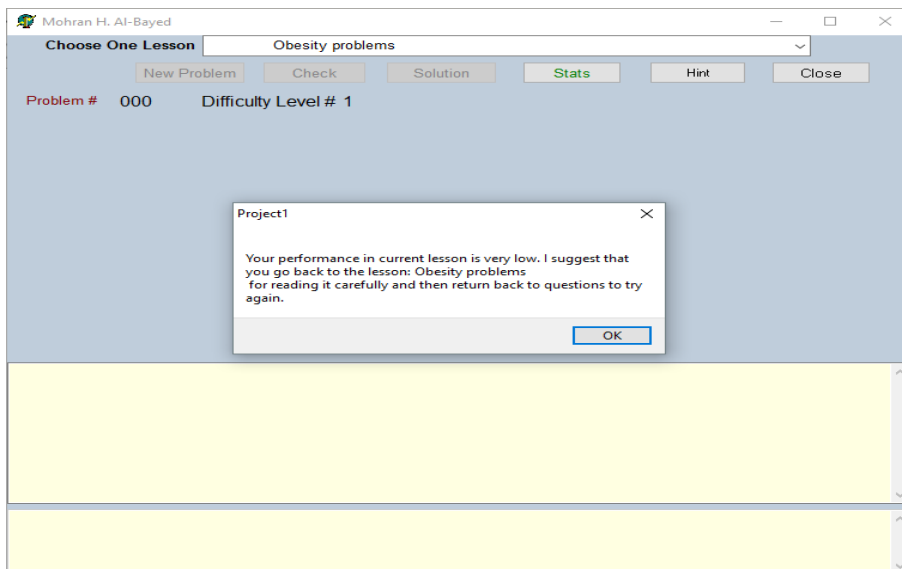 Mohran H. Al-Bayed
Choose One Lesson Obesity problems
New Problem Check Solution Stats Hint Close
Problem # 000 Difficulty Level # 1
Project1
Your performance in current lesson is very low. I suggest that
you go back to the lesson: Obesity problems
for reading it carefully and then return back to questions to try
again.
OK